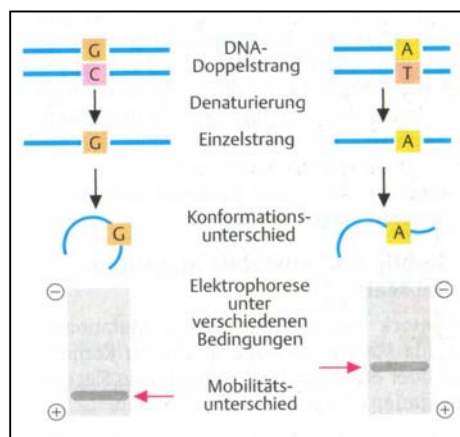 G
A
DNA-
Doppelstrang
C
T
Denaturierung
G
Einzelstrang
A
Konformations-
unterschied
G
A
⊖
⊖
Elektrophorese
unter
verschiedenen
Bedingungen
Mobilitäts-
unterschied
⊕
⊕